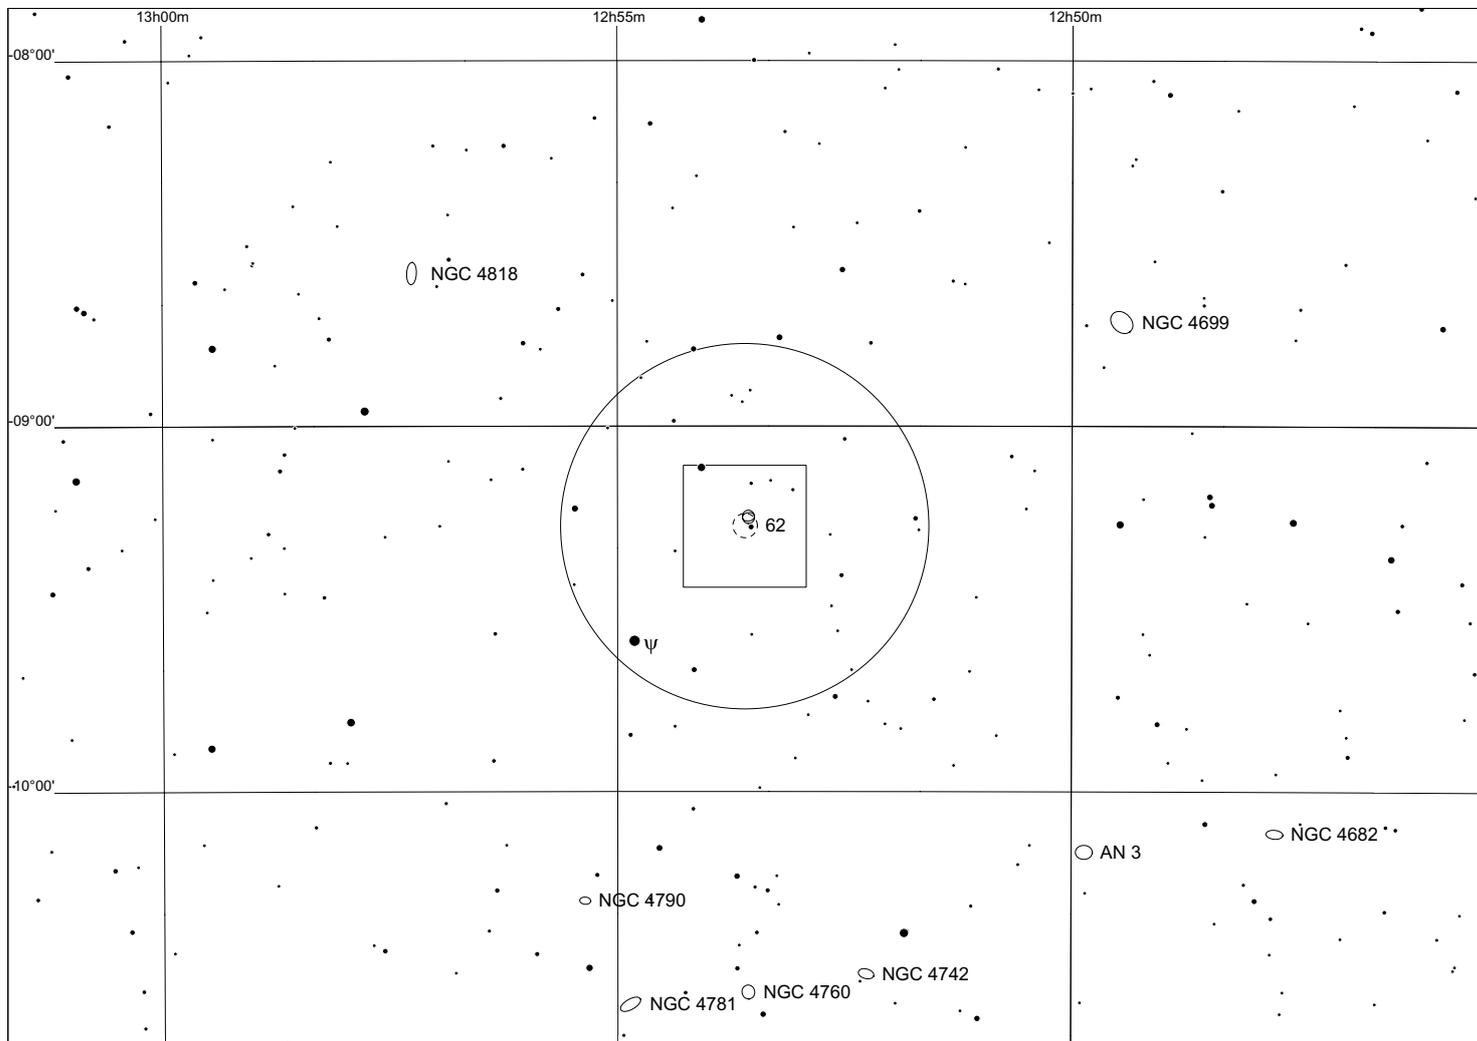 13h00m
12h55m
12h50m
-08°00'
NGC 4818
NGC 4699
-09°00'
62
ψ
-10°00'
NGC 4682
AN 3
NGC 4790
NGC 4742
NGC 4760
NGC 4781